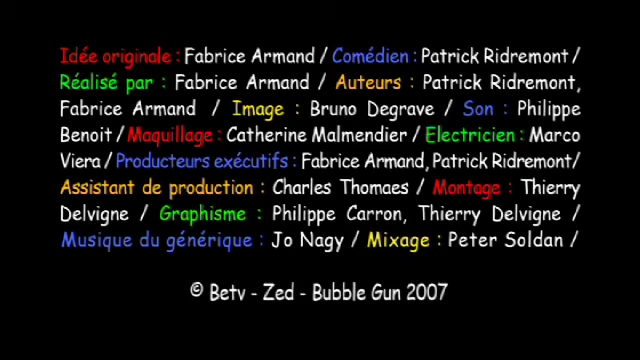 Idée originale : Fabrice Armand / Comédien : Patrick Ridremont /
Réalisé par : Fabrice Armand / Auteurs : Patrick Ridremont,
Fabrice Armand / Image : Bruno Degrave / Son : Philippe
Benoit / Maquillage : Catherine Malmendier / Electricien : Marco
Viera / Producteurs exécutifs : Fabrice Armand, Patrick Ridremont/
Assistant de production : Charles Thomaes / Montage : Thierry
Delvigne / Graphisme : Philippe Carron, Thierry Delvigne /
Musique du générique : Jo Nagy / Mixage : Peter Soldan /
© Betv - Zed - Bubble Gun 2007